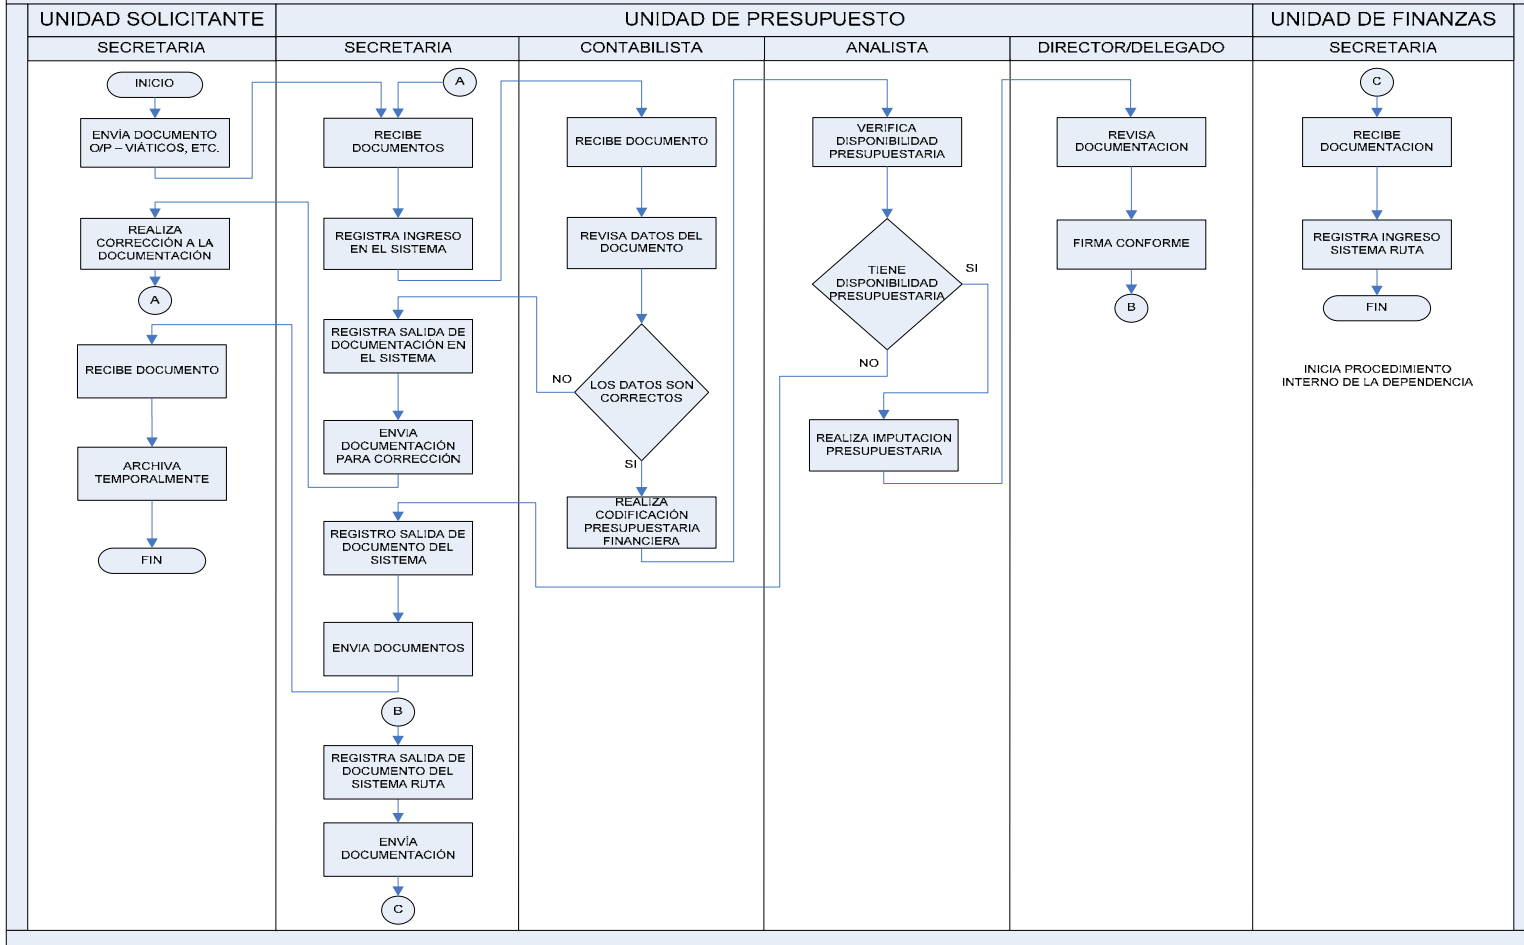 UNIDAD SOLICITANTE
UNIDAD DE PRESUPUESTO
UNIDAD DE FINANZAS
SECRETARIA
SECRETARIA
CONTABILISTA
ANALISTA
DIRECTOR/DELEGADO
SECRETARIA
INICIO
ENVÍA DOCUMENTO
O/P – VIÁTICOS, ETC.
REALIZA
CORRECCIÓN A LA
DOCUMENTACIÓN
A
RECIBE DOCUMENTO
ARCHIVA
TEMPORALMENTE
FIN
A
RECIBE
DOCUMENTOS
REGISTRA INGRESO
EN EL SISTEMA
REGISTRA SALIDA DE
DOCUMENTACIÓN EN
EL SISTEMA
ENVIA
DOCUMENTACIÓN
PARA CORRECCIÓN
REGISTRO SALIDA DE
DOCUMENTO DEL
SISTEMA
ENVIA DOCUMENTOS
B
REGISTRA SALIDA DE
DOCUMENTO DEL
SISTEMA RUTA
ENVÍA
DOCUMENTACIÓN
C
RECIBE DOCUMENTO
REVISA DATOS DEL
DOCUMENTO
NO
LOS DATOS SON
CORRECTOS
SI
REALIZA
CODIFICACIÓN
PRESUPUESTARIA
FINANCIERA
VERIFICA
DISPONIBILIDAD
PRESUPUESTARIA
TIENE
DISPONIBILIDAD
PRESUPUESTARIA
SI
NO
REALIZA IMPUTACION
PRESUPUESTARIA
REVISA
DOCUMENTACION
FIRMA CONFORME
B
C
RECIBE
DOCUMENTACION
REGISTRA INGRESO
SISTEMA RUTA
FIN
INICIA PROCEDIMIENTO
INTERNO DE LA DEPENDENCIA